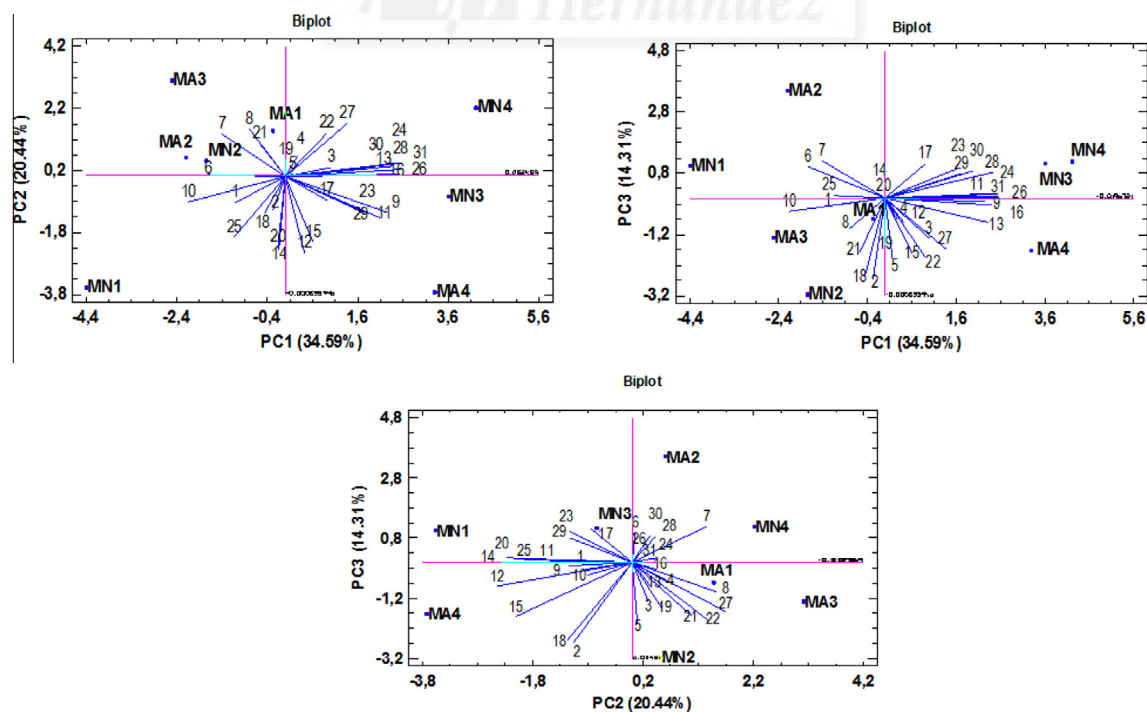 Hernández
Biplot
4,2
2,2
0,2
-1,8
-3,8
PC2 (20.44%)
MA3
MA1
MN4
MA2
MN2
MN3
MN1
MA4
7
8
21
4
22
27
19
5
3
30
24
13
28
31
16
26
6
10
1
2
17
23
9
11
29
25
18
20
14
15
12
-4,4 -2,4 -0,4 1,6 3,6 5,6
PC1 (34.59%)
Biplot
4,8
2,8
0,8
-1,2
-3,2
PC3 (14.31%)
MA2
MN1
MN4
MN3
MA1
MA3
MA4
MN2
7
6
14
17
23
30
29
28
24
20
11
25
1
31
26
10
9
8
4
12
16
13
3
21
19
15
27
5
22
18
2
-4,4 -2,4 -0,4 1,6 3,6 5,6
PC1 (34.59%)
Biplot
4,8
2,8
0,8
-1,2
-3,2
PC3 (14.31%)
MA2
MN3
MN1
MN4
MA1
MA3
MA4
MN2
23
29
17
6
30
28
7
20
14
25
11
1
26
24
31
12
9
10
16
13
4
8
15
3
19
27
21
22
5
18
2
-3,8 -1,8 0,2 2,2 4,2
PC2 (20.44%)